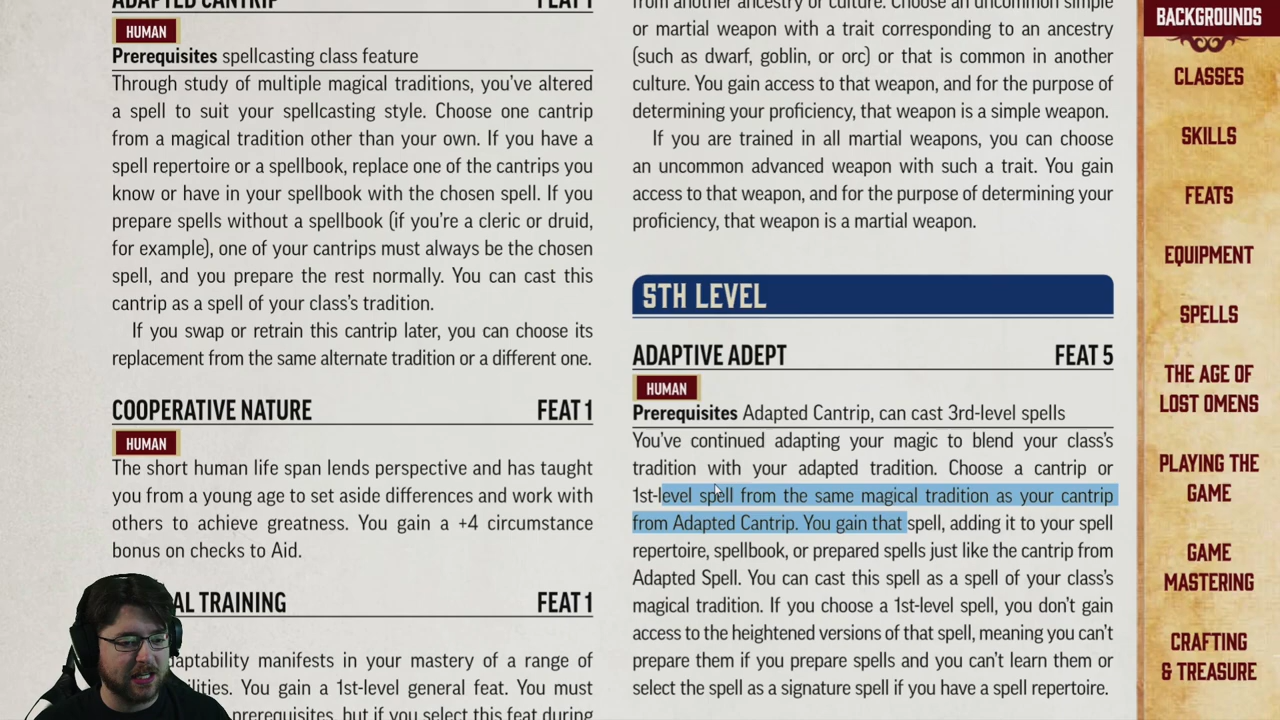 ADAPTED CANTRIP FEAT 1
HUMAN
Prerequisites spellcasting class feature
Through study of multiple magical traditions, you've altered
a spell to suit your spellcasting style. Choose one cantrip
from a magical tradition other than your own. If you have a
spell repertoire or a spellbook, replace one of the cantrips you
know or have in your spellbook with the chosen spell. If you
prepare spells without a spellbook (if you're a cleric or druid,
for example), one of your cantrips must always be the chosen
spell, and you prepare the rest normally. You can cast this
cantrip as a spell of your class's tradition.
If you swap or retrain this cantrip later, you can choose its
replacement from the same alternate tradition or a different one.
COOPERATIVE NATURE FEAT 1
HUMAN
The short human life span lends perspective and has taught
you from a young age to set aside differences and work with
others to achieve greatness. You gain a +4 circumstance
bonus on checks to Aid.
AL TRAINING FEAT 1
aptability manifests in your mastery of a range of
ilities. You gain a 1st-level general feat. You must
prerequisites, but if you select this feat during
from another ancestry or culture. Choose an uncommon simple
or martial weapon with a trait corresponding to an ancestry
(such as dwarf, goblin, or orc) or that is common in another
culture. You gain access to that weapon, and for the purpose of
determining your proficiency, that weapon is a simple weapon.
If you are trained in all martial weapons, you can choose
an uncommon advanced weapon with such a trait. You gain
access to that weapon, and for the purpose of determining your
proficiency, that weapon is a martial weapon.
5TH LEVEL
ADAPTIVE ADEPT FEAT 5
HUMAN
Prerequisites Adapted Cantrip, can cast 3rd-level spells
You've continued adapting your magic to blend your class's
tradition with your adapted tradition. Choose a cantrip or
1st-level spell from the same magical tradition as your cantrip
from Adapted Cantrip. You gain that spell, adding it to your spell
repertoire, spellbook, or prepared spells just like the cantrip from
Adapted Spell. You can cast this spell as a spell of your class's
magical tradition. If you choose a 1st-level spell, you don't gain
access to the heightened versions of that spell, meaning you can't
prepare them if you prepare spells and you can't learn them or
select the spell as a signature spell if you have a spell repertoire.
BACKGROUNDS
CLASSES
SKILLS
FEATS
EQUIPMENT
SPELLS
THE AGE OF
LOST OMENS
PLAYING THE
GAME
GAME
MASTERING
CRAFTING
& TREASURE